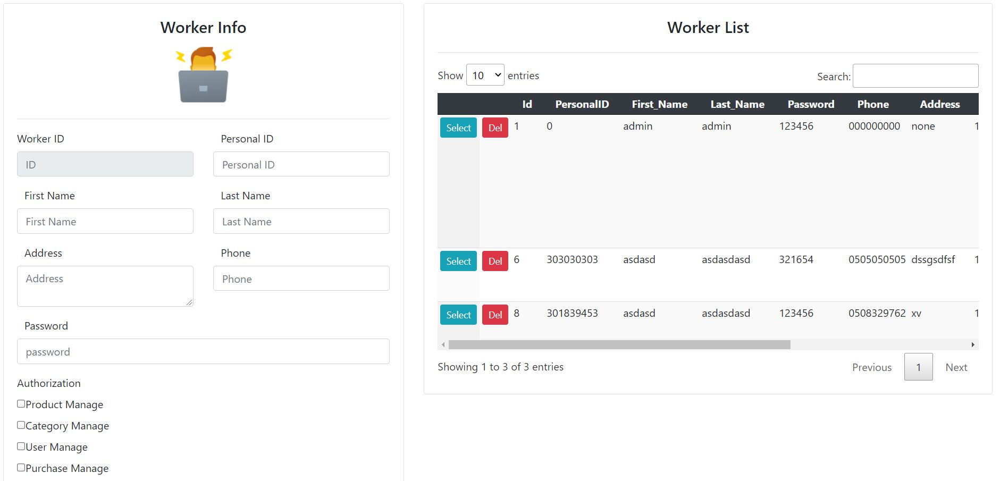 Worker Info
Worker ID Personal ID
ID Personal ID
First Name Last Name
First Name Last Name
Address Phone
Address Phone
Password
password
Authorization
Product Manage
Category Manage
User Manage
Purchase Manage
Worker List
Show 10 entries Search:
Id PersonalID First_Name Last_Name Password Phone Address
Select Del 1 0 admin admin 123456 000000000 none 1
Select Del 6 303030303 asdasd asdasdasd 321654 0505050505 dssgsdfsf 1
Select Del 8 301839453 asdasd asdasdasd 123456 0508329762 xv 1
Showing 1 to 3 of 3 entries Previous 1 Next